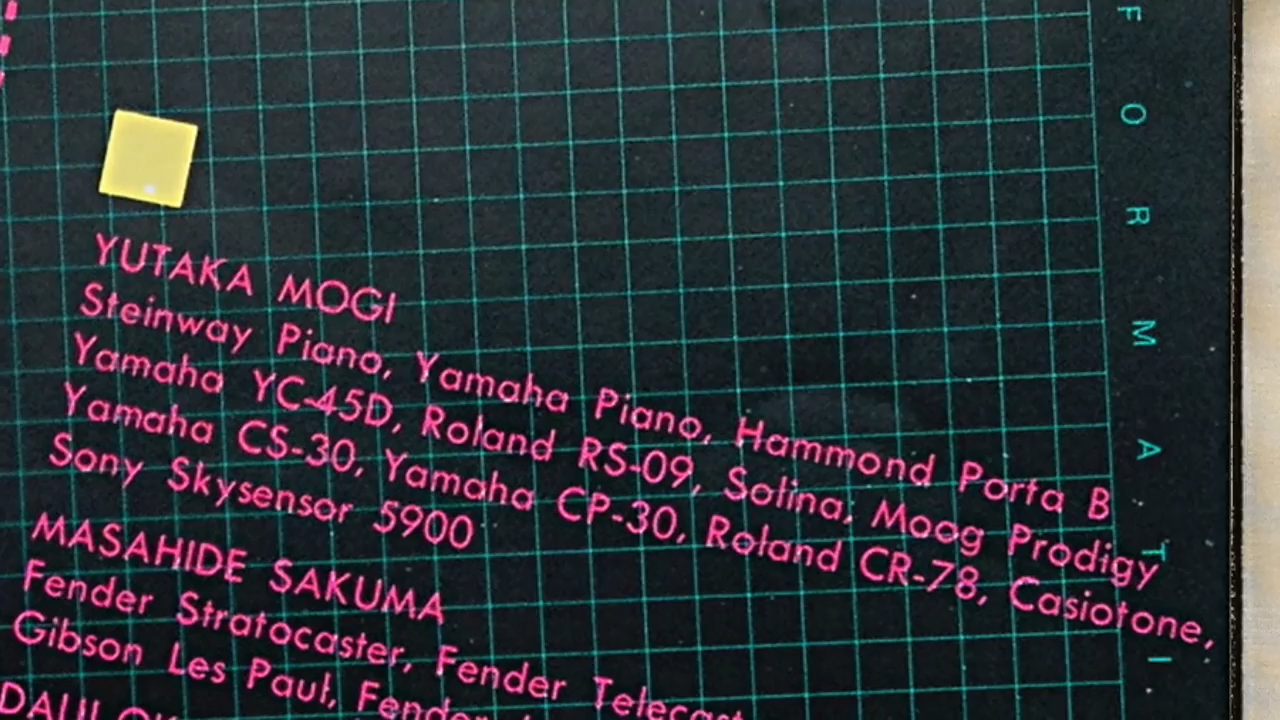 YUTAKA MOGI
Steinway Piano, Yamaha Piano, Hammond Porta B
Yamaha YC-45D, Roland RS-09, Solina, Moog Prodigy
Yamaha CS-30, Yamaha CP-30, Roland CR-78, Casiotone,
Sony Skysensor 5900
MASAHIDE SAKUMA
Fender Stratocaster, Fender
Gibson Les Paul, Fender
F O R M A T I